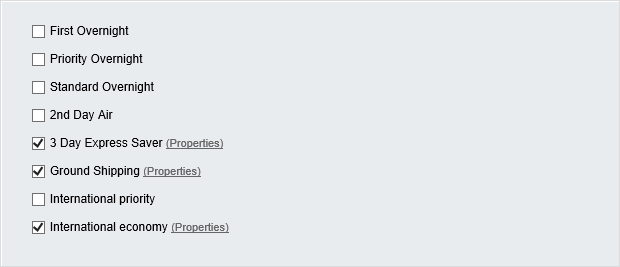 First Overnight
Priority Overnight
Standard Overnight
2nd Day Air
3 Day Express Saver (Properties)
Ground Shipping (Properties)
International priority
International economy (Properties)